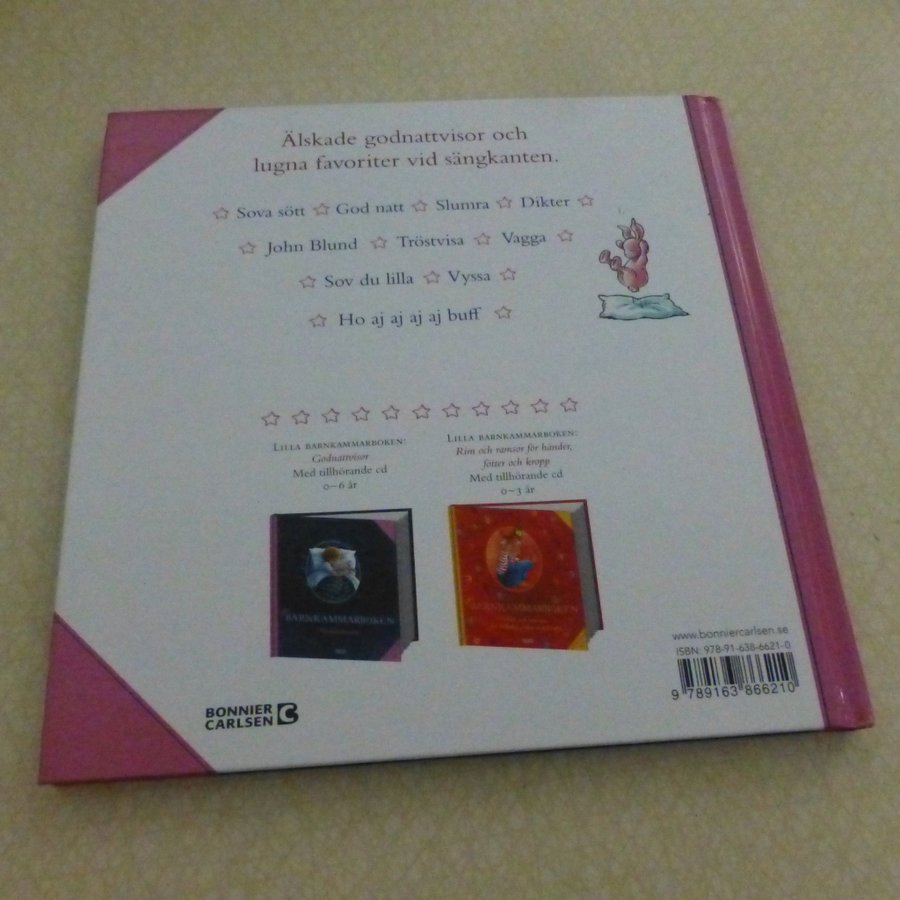 Älskade godnattvisor och
lugna favoriter vid sängkanten.
Sova sött God natt Slumra Dikter
John Blund Tröstvisa Vagga
Sov du lilla Vyssa
Ho aj aj aj aj buff
LILLA BARNKAMMARBOKEN:
Godnattvisor
Med tillhörande cd
0–6 år
LILLA BARNKAMMARBOKEN:
Rim och ramsor för händer,
fötter och kropp
Med tillhörande cd
0–3 år
BARNKAMMARBOKEN
BARNKAMMARBOKEN
www.bonniercarlsen.se
ISBN: 978-91-638-6621-0
9 789163 866210
BONNIER
CARLSEN